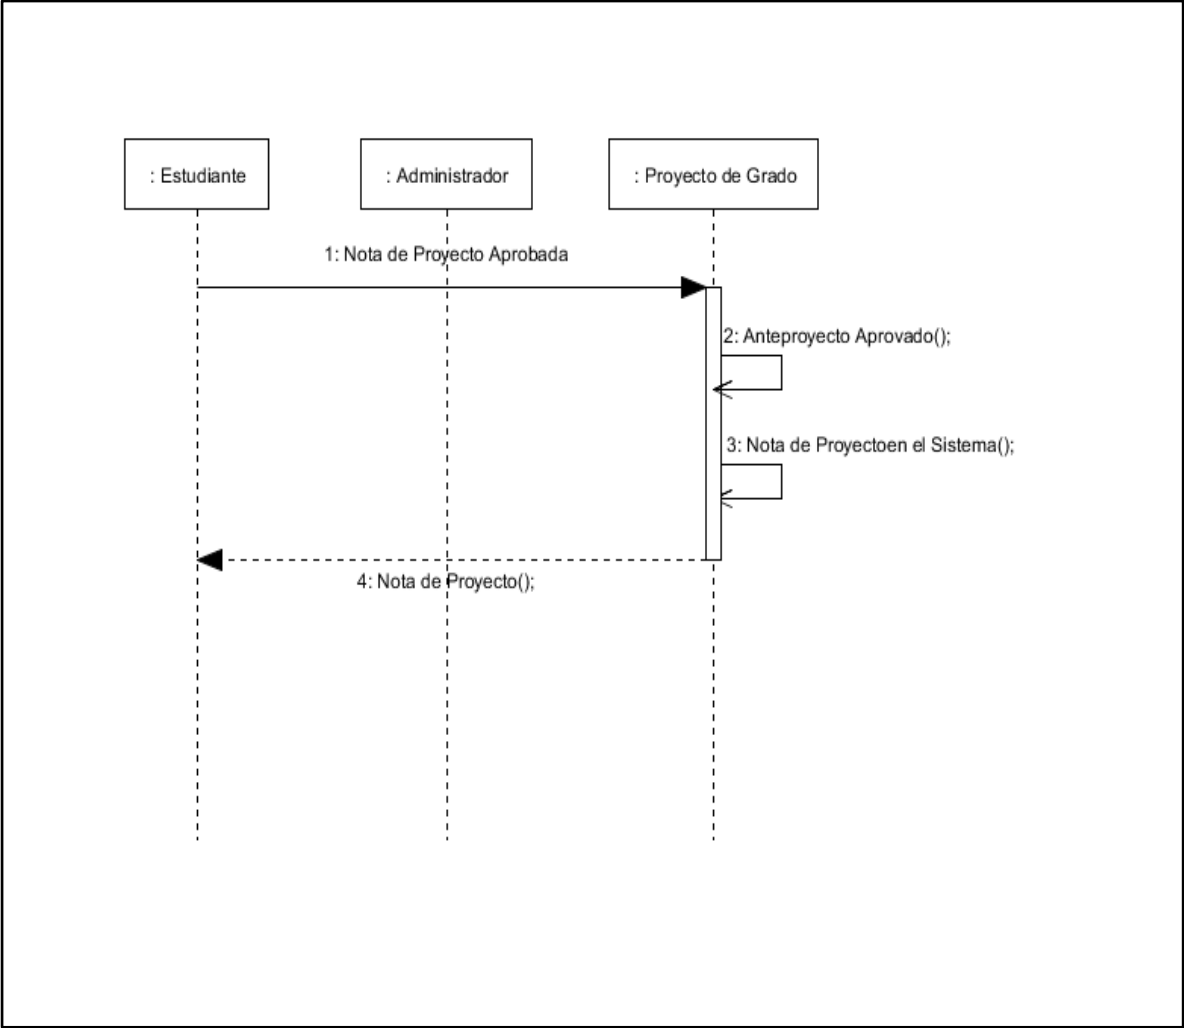 : Estudiante
: Administrador
: Proyecto de Grado
1: Nota de Proyecto Aprobada
2: Anteproyecto Aprovado();
3: Nota de Proyectoen el Sistema();
4: Nota de Proyecto();